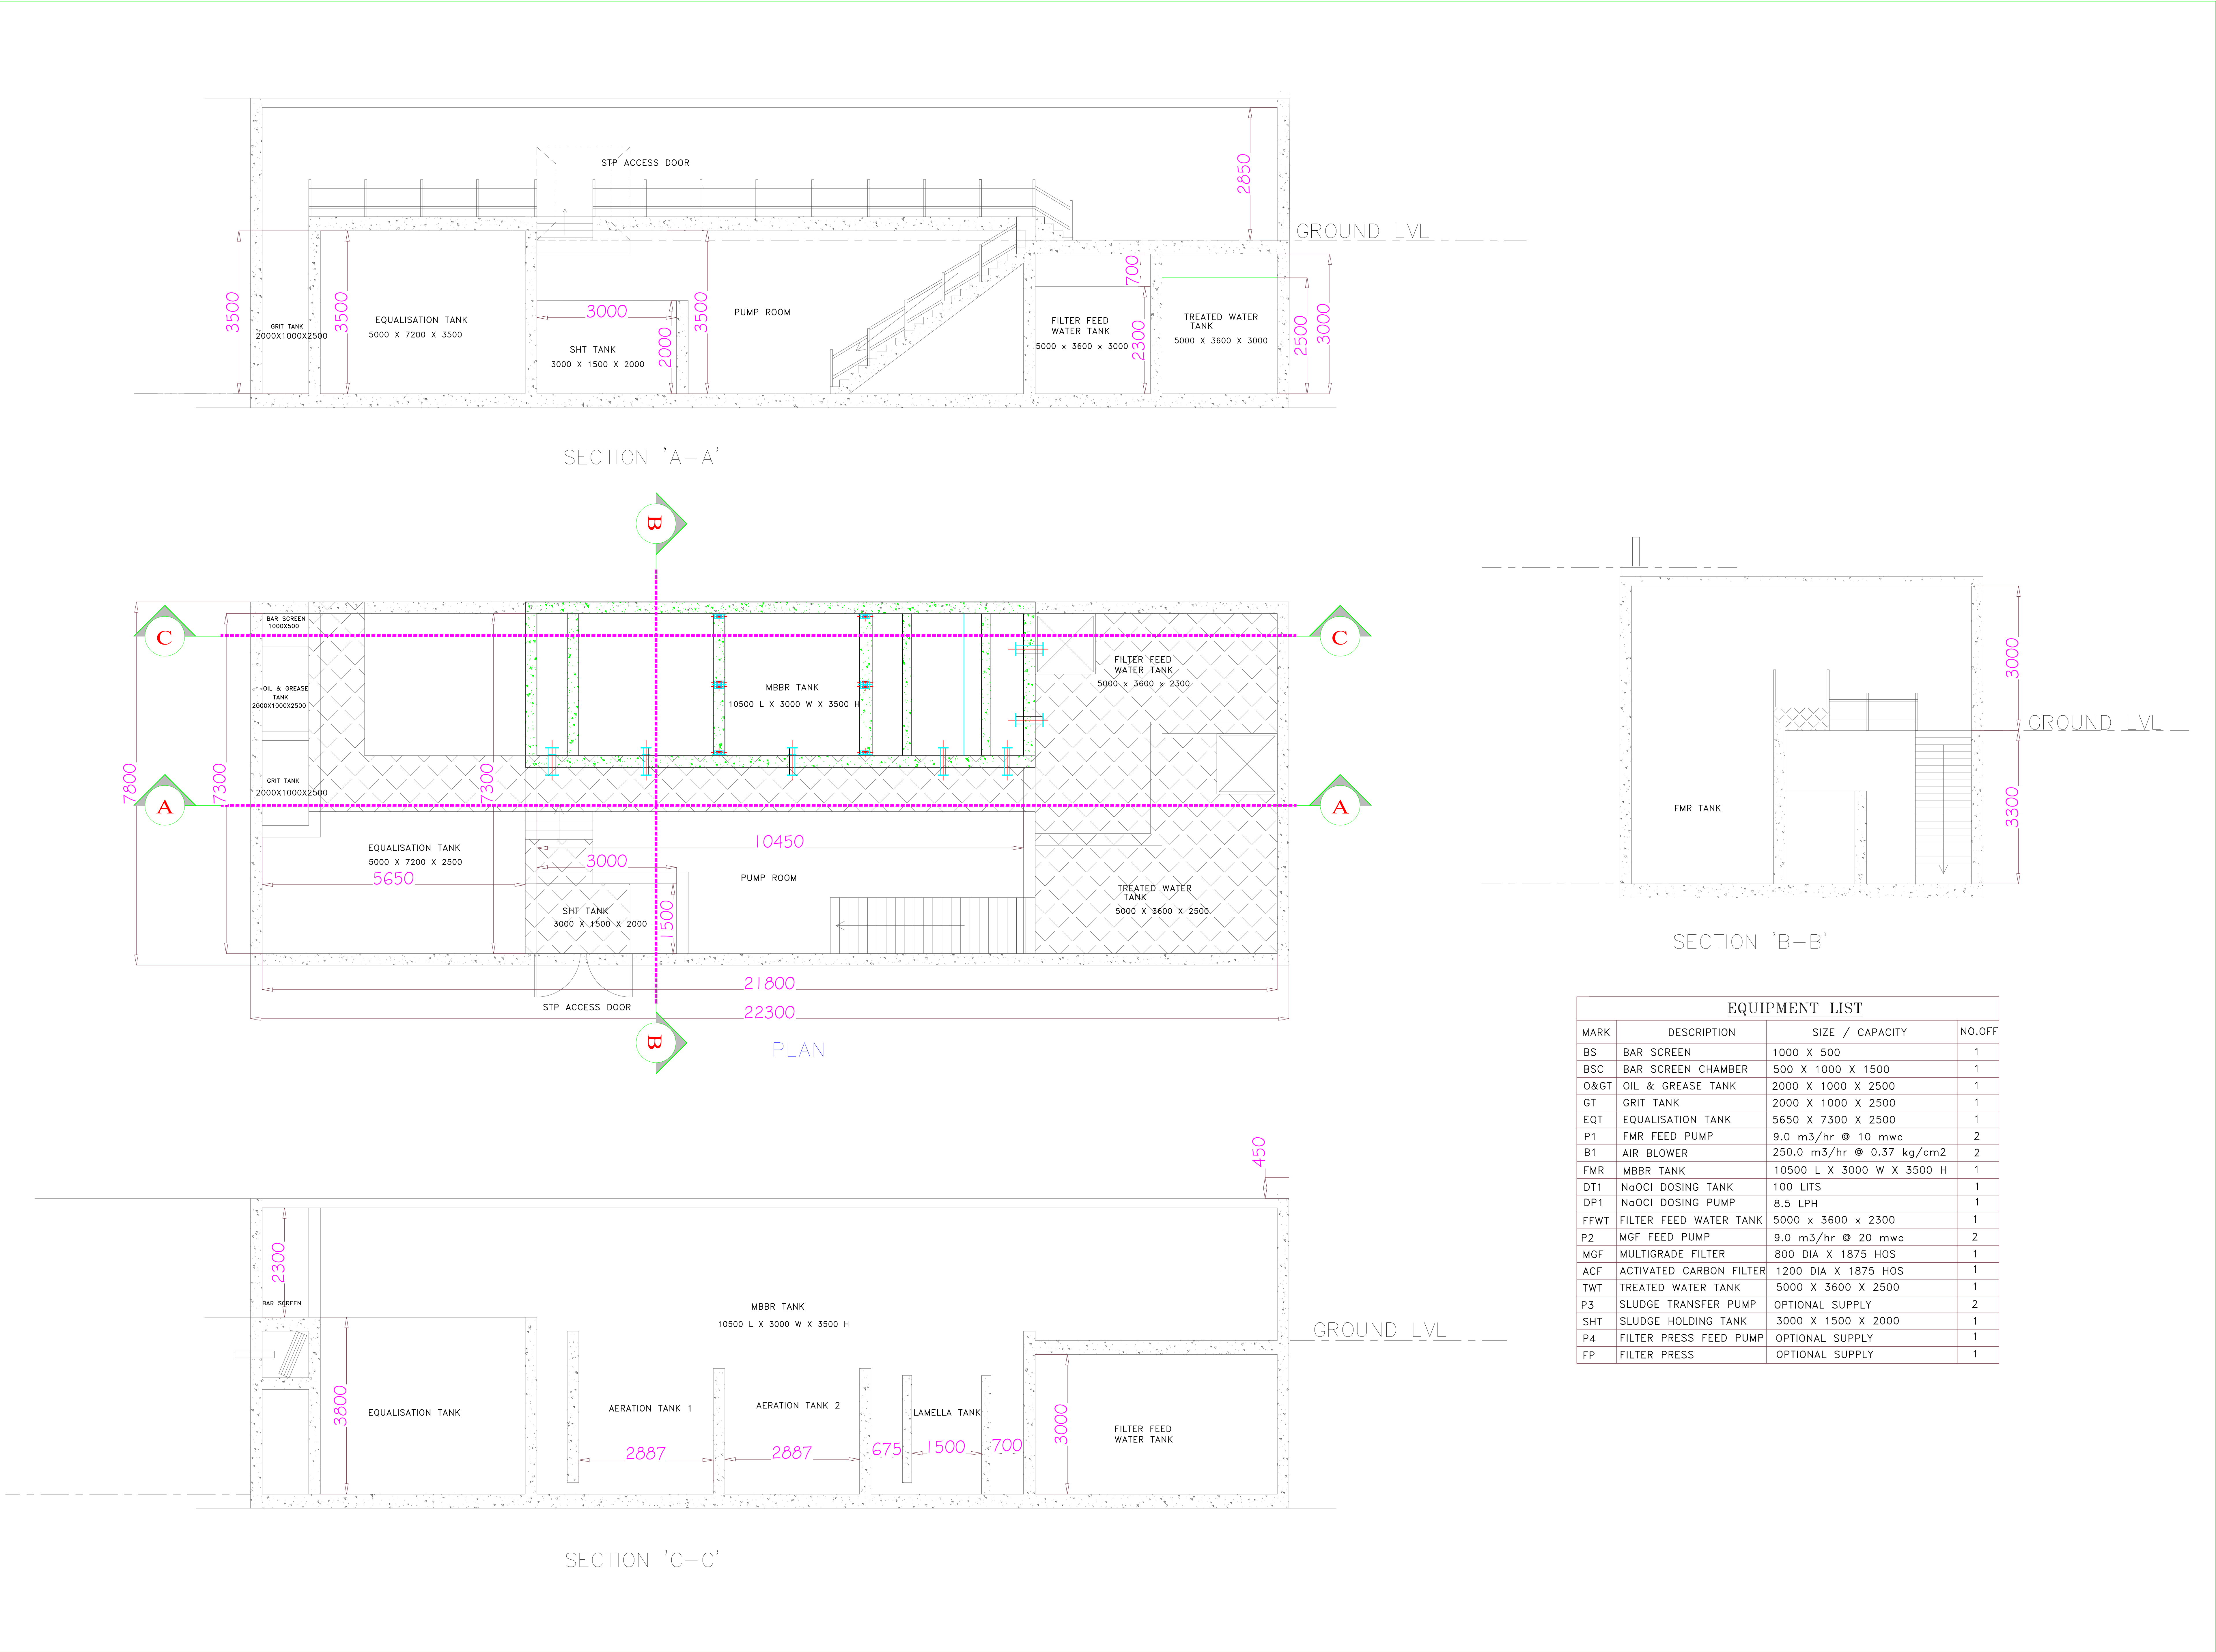 STP ACCESS DOOR
2850
GROUND LVL
3500
3500
3500
700
GRIT TANK
2000X1000X2500
EQUALISATION TANK
5000 X 7200 X 3500
3000
PUMP ROOM
SHT TANK
3000 X 1500 X 2000
2000
FILTER FEED
WATER TANK
5000 x 3600 x 3000
2300
TREATED WATER
TANK
5000 X 3600 X 3000
2500
3000
SECTION 'A-A'
B
C
C
BAR SCREEN
1000X500
OIL & GREASE
TANK
2000X1000X2500
GRIT TANK
2000X1000X2500
7800
7300
7300
MBBR TANK
10500 L X 3000 W X 3500 H
FILTER FEED
WATER TANK
5000 x 3600 x 2300
A
A
EQUALISATION TANK
5000 X 7200 X 2500
5650
10450
3000
PUMP ROOM
SHT TANK
3000 X 1500 X 2000
1500
TREATED WATER
TANK
5000 X 3600 X 2500
21800
STP ACCESS DOOR
22300
B
PLAN
3000
GROUND LVL
FMR TANK
3300
SECTION 'B-B'
EQUIPMENT LIST
MARK DESCRIPTION SIZE / CAPACITY NO.OFF
BS BAR SCREEN 1000 X 500 1
BSC BAR SCREEN CHAMBER 500 X 1000 X 1500 1
O&GT OIL & GREASE TANK 2000 X 1000 X 2500 1
GT GRIT TANK 2000 X 1000 X 2500 1
EQT EQUALISATION TANK 5650 X 7300 X 2500 1
P1 FMR FEED PUMP 9.0 m3/hr @ 10 mwc 2
B1 AIR BLOWER 250.0 m3/hr @ 0.37 kg/cm2 2
FMR MBBR TANK 10500 L X 3000 W X 3500 H 1
DT1 NaOCl DOSING TANK 100 LITS 1
DP1 NaOCl DOSING PUMP 8.5 LPH 1
FFWT FILTER FEED WATER TANK 5000 x 3600 x 2300 1
P2 MGF FEED PUMP 9.0 m3/hr @ 20 mwc 2
MGF MULTIGRADE FILTER 800 DIA X 1875 HOS 1
ACF ACTIVATED CARBON FILTER 1200 DIA X 1875 HOS 1
TWT TREATED WATER TANK 5000 X 3600 X 2500 1
P3 SLUDGE TRANSFER PUMP OPTIONAL SUPPLY 2
SHT SLUDGE HOLDING TANK 3000 X 1500 X 2000 1
P4 FILTER PRESS FEED PUMP OPTIONAL SUPPLY 1
FP FILTER PRESS OPTIONAL SUPPLY 1
450
2300
BAR SCREEN
MBBR TANK
10500 L X 3000 W X 3500 H
GROUND LVL
3800
EQUALISATION TANK
AERATION TANK 1
2887
AERATION TANK 2
2887
675
LAMELLA TANK
1500
700
3000
FILTER FEED
WATER TANK
SECTION 'C-C'